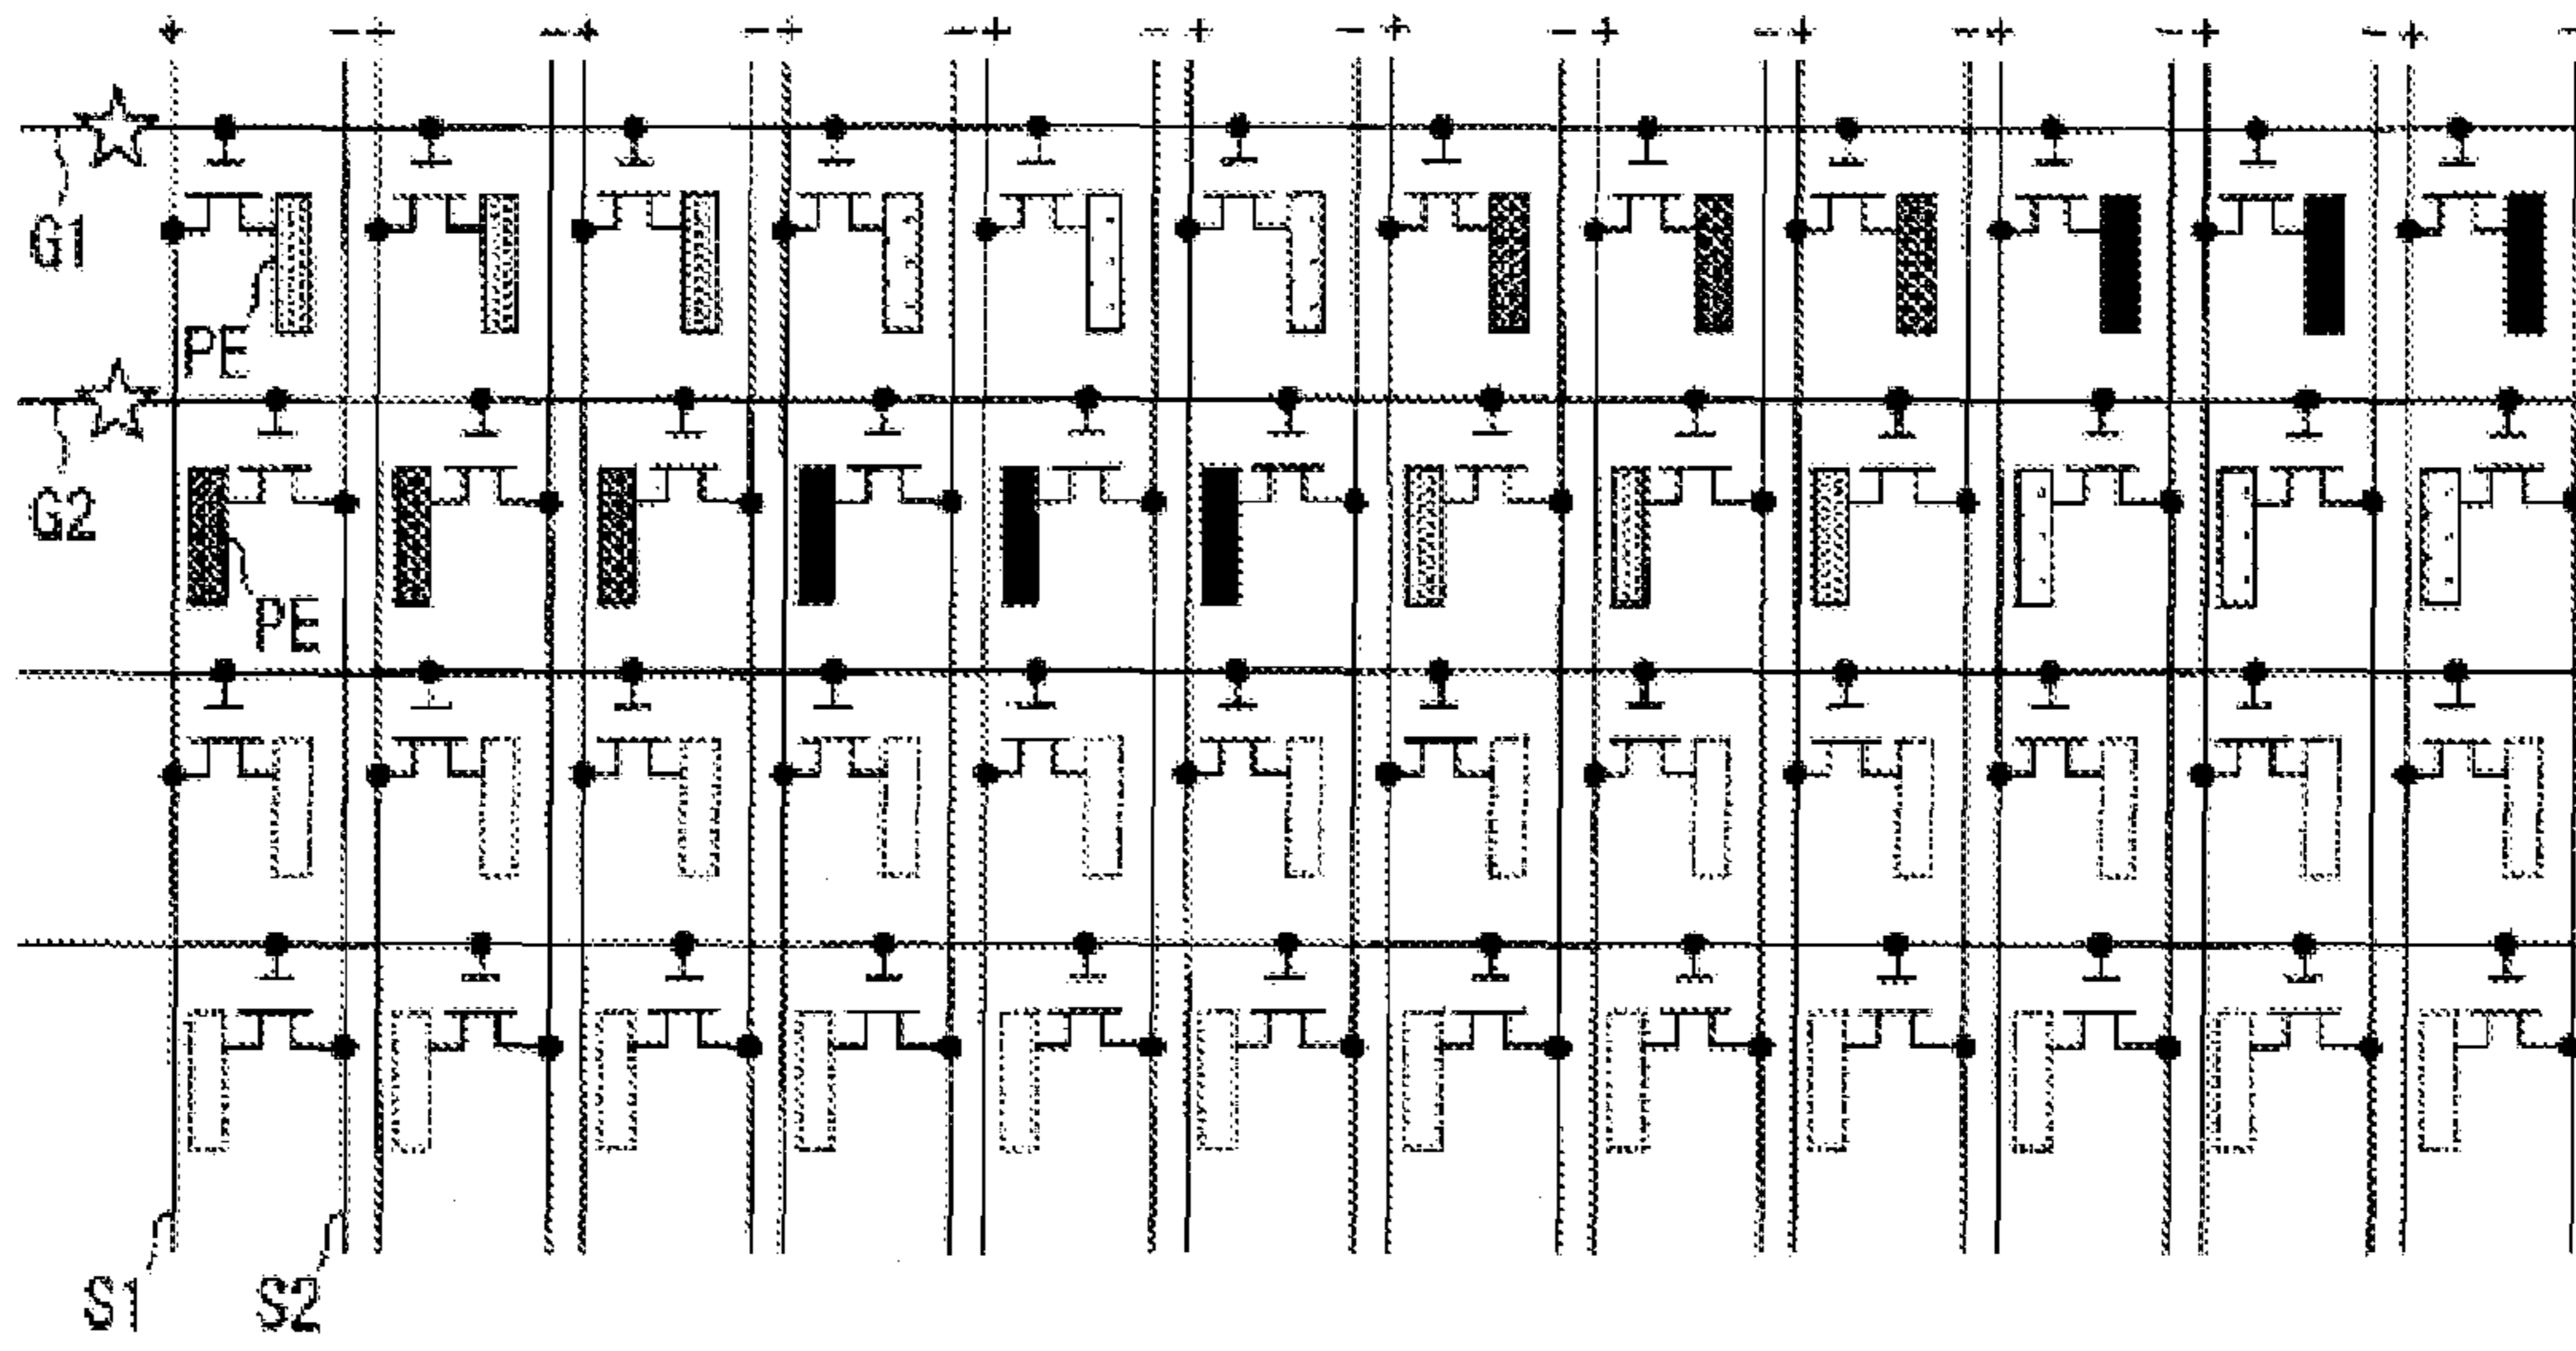 + - + - + - + - + - + - + - + - + - + - + - + -
G1
PE
G2
PE
S1 S2